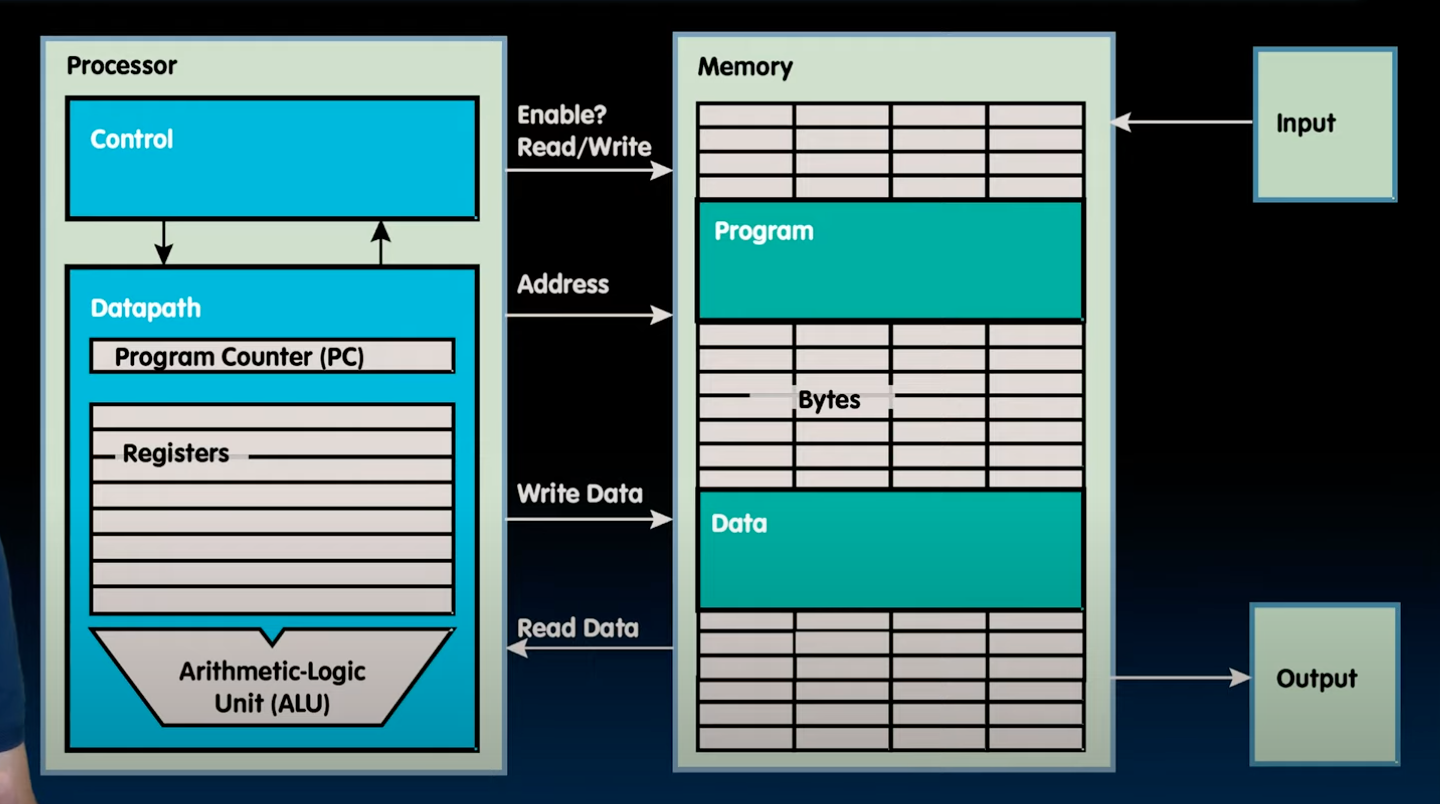 Processor
Control
Datapath
Program Counter (PC)
Registers
Arithmetic-Logic
Unit (ALU)
Enable?
Read/Write
Address
Write Data
Read Data
Memory
Program
Bytes
Data
Input
Output